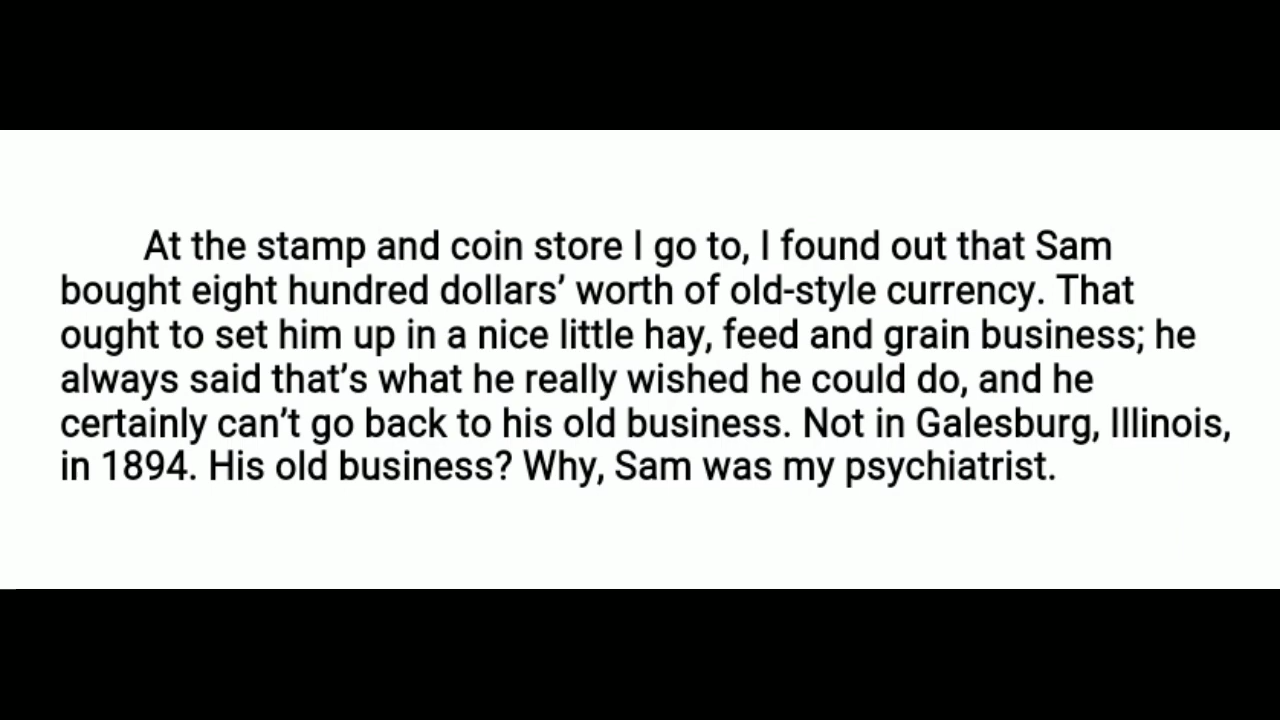 At the stamp and coin store I go to, I found out that Sam
bought eight hundred dollars’ worth of old-style currency. That
ought to set him up in a nice little hay, feed and grain business; he
always said that’s what he really wished he could do, and he
certainly can’t go back to his old business. Not in Galesburg, Illinois,
in 1894. His old business? Why, Sam was my psychiatrist.